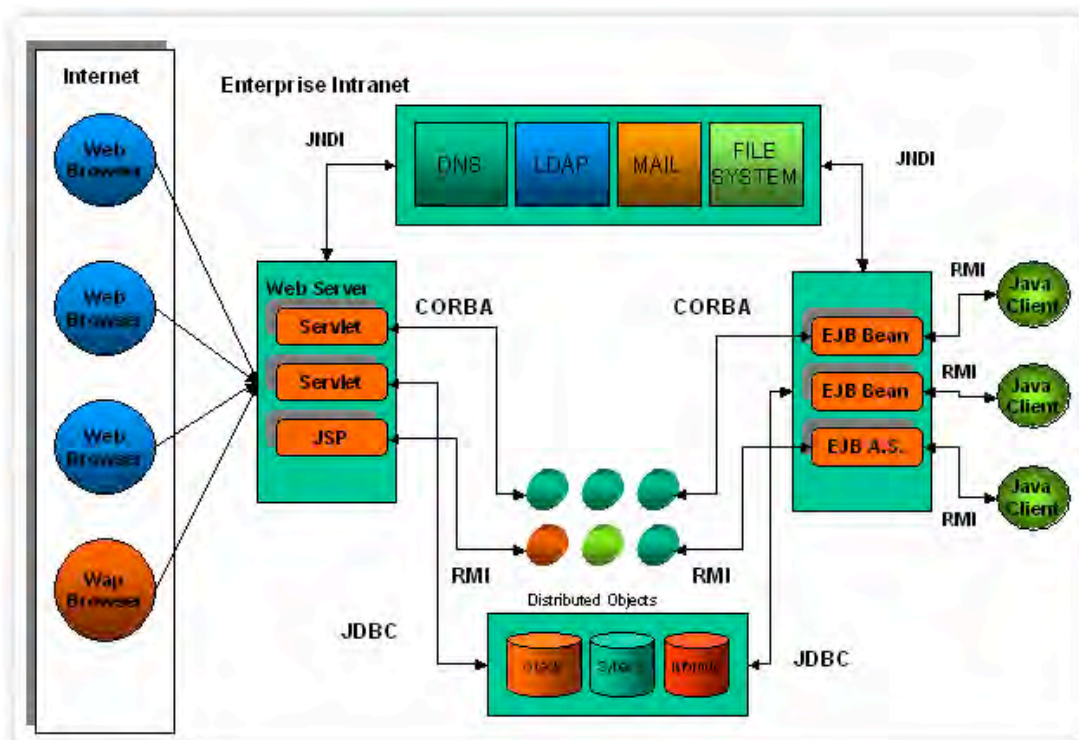 Internet
Web
Browser
Web
Browser
Web
Browser
Wap
Browser
Enterprise Intranet
JNDI
DNS
LDAP
MAIL
FILE
SYSTEM
JNDI
Web Server
Servlet
Servlet
JSP
CORBA
CORBA
EJB Bean
EJB Bean
EJB A.S.
RMI
Java
Client
RMI
Java
Client
RMI
Java
Client
RMI
RMI
Distributed Objects
JDBC
JDBC